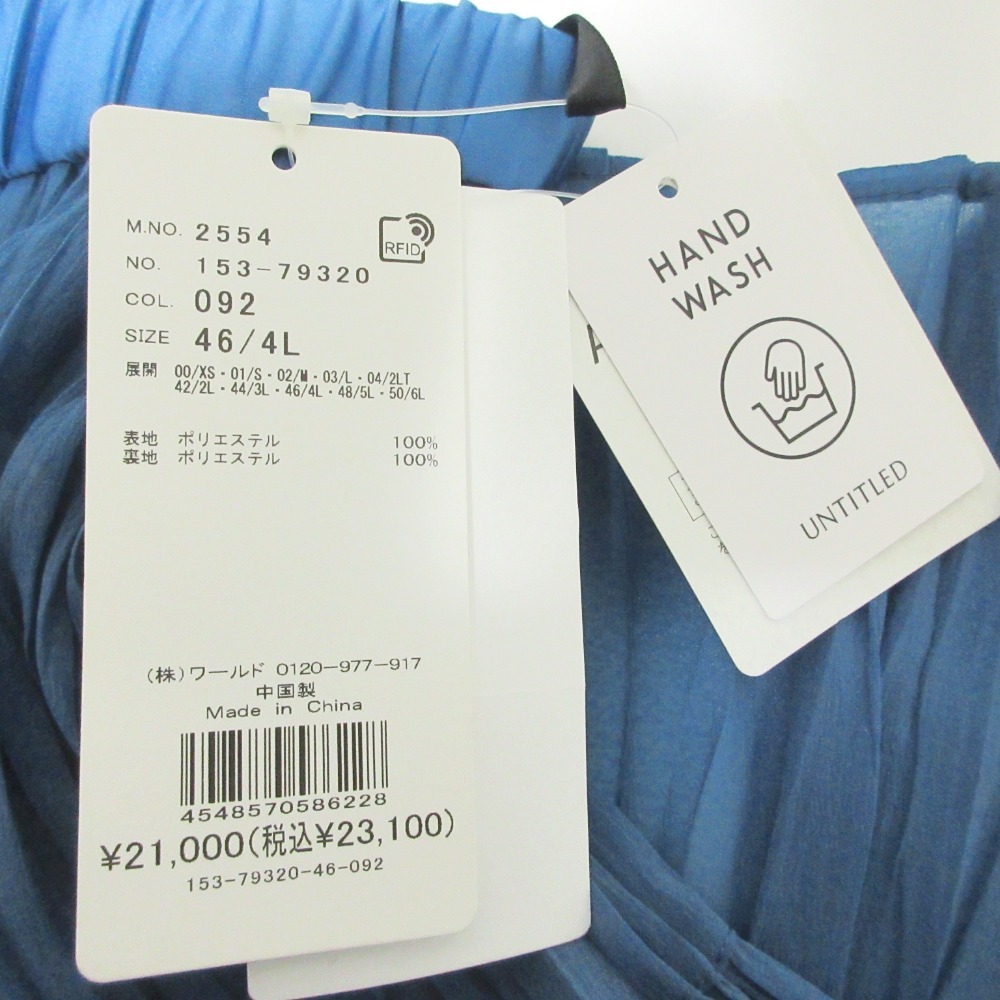 M.NO. 2554
RFID
NO. 153-79320
COL. 092
SIZE 46/4L
展開 00/XS・01/S・02/M・03/L・04/2LT
42/2L・44/3L・46/4L・48/5L・50/6L
表地 ポリエステル 100%
裏地 ポリエステル 100%
(株)ワールド 0120-977-917
中国製
Made in China
4548570586228
¥21,000(税込¥23,100)
153-79320-46-092
HAND
WASH
UNTITLED